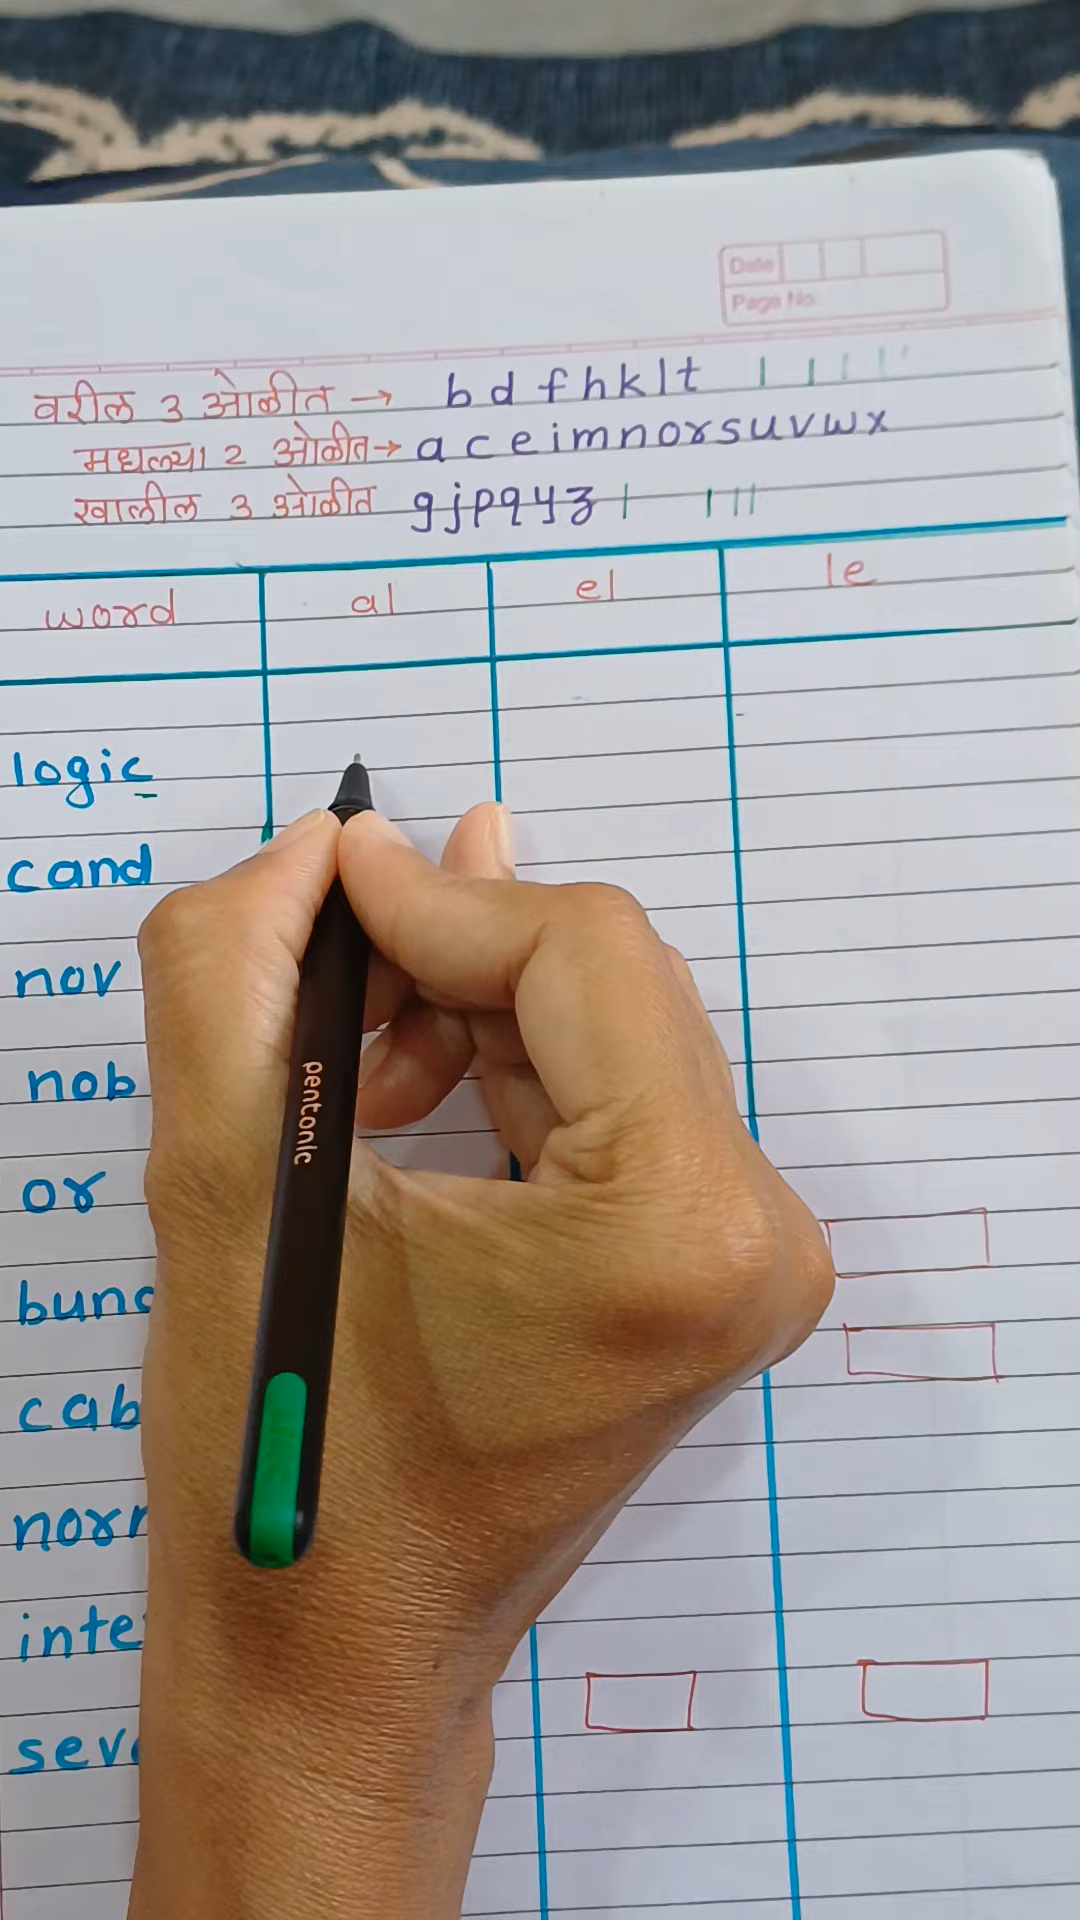 Date
Page No.
वरील 3 ओळीत → b d f h k l t
मधल्या 2 ओळीत → a c e i m n o r s u v w x
खालील 3 ओळीत g j p q y z
word al el le
logic
cand
nov
nob
or
cab
pentonic